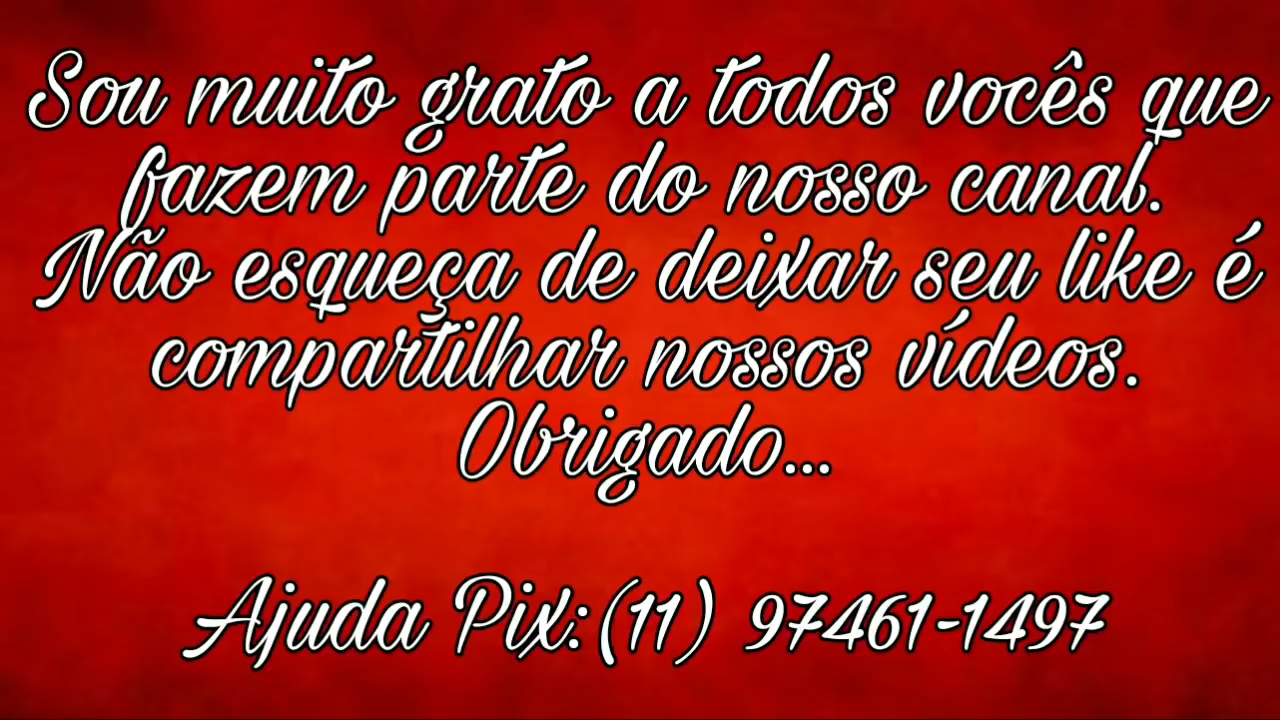 Sou muito grato a todos vocês que
fazem parte do nosso canal.
Não esqueça de deixar seu like é
compartilhar nossos vídeos.
Obrigado...
Ajuda Pix:(11) 97461-1497